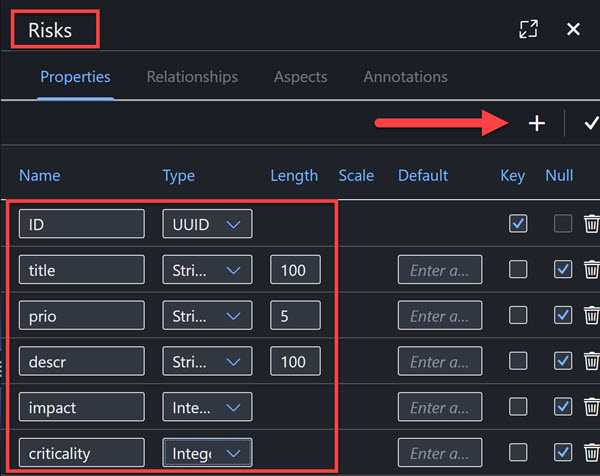 Risks
Properties Relationships Aspects Annotations
Name Type Length Scale Default Key Null
ID UUID
title Stri... 100 Enter a...
prio Stri... 5 Enter a...
descr Stri... 100 Enter a...
impact Inte... Enter a...
criticality Intege Enter a...